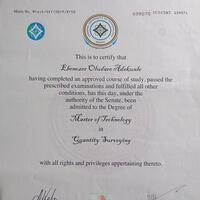 This is to certify that
Ebenezer Oludare Adekunle
having completed an approved course of study, passed the
prescribed examinations and fulfilled all other
conditions, has this day, under the
authority of the Senate, been
admitted to the Degree of
Master of Technology
in
Quantity Surveying
with all rights and privileges appertaining thereto.